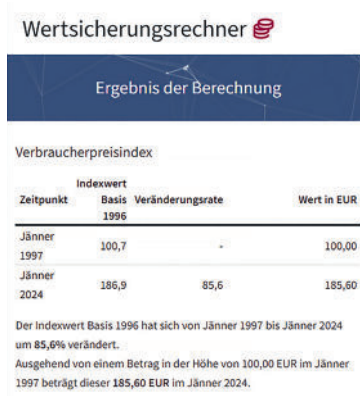 Wertsicherungsrechner
Ergebnis der Berechnung
Verbraucherpreisindex
Indexwert
Zeitpunkt Basis Veränderungsrate Wert in EUR
1996
Jänner
1997 100,7 - 100,00
Jänner
2024 186,9 85,6 185,60
Der Indexwert Basis 1996 hat sich von Jänner 1997 bis Jänner 2024
um 85,6% verändert.
Ausgehend von einem Betrag in der Höhe von 100,00 EUR im Jänner
1997 beträgt dieser 185,60 EUR im Jänner 2024.